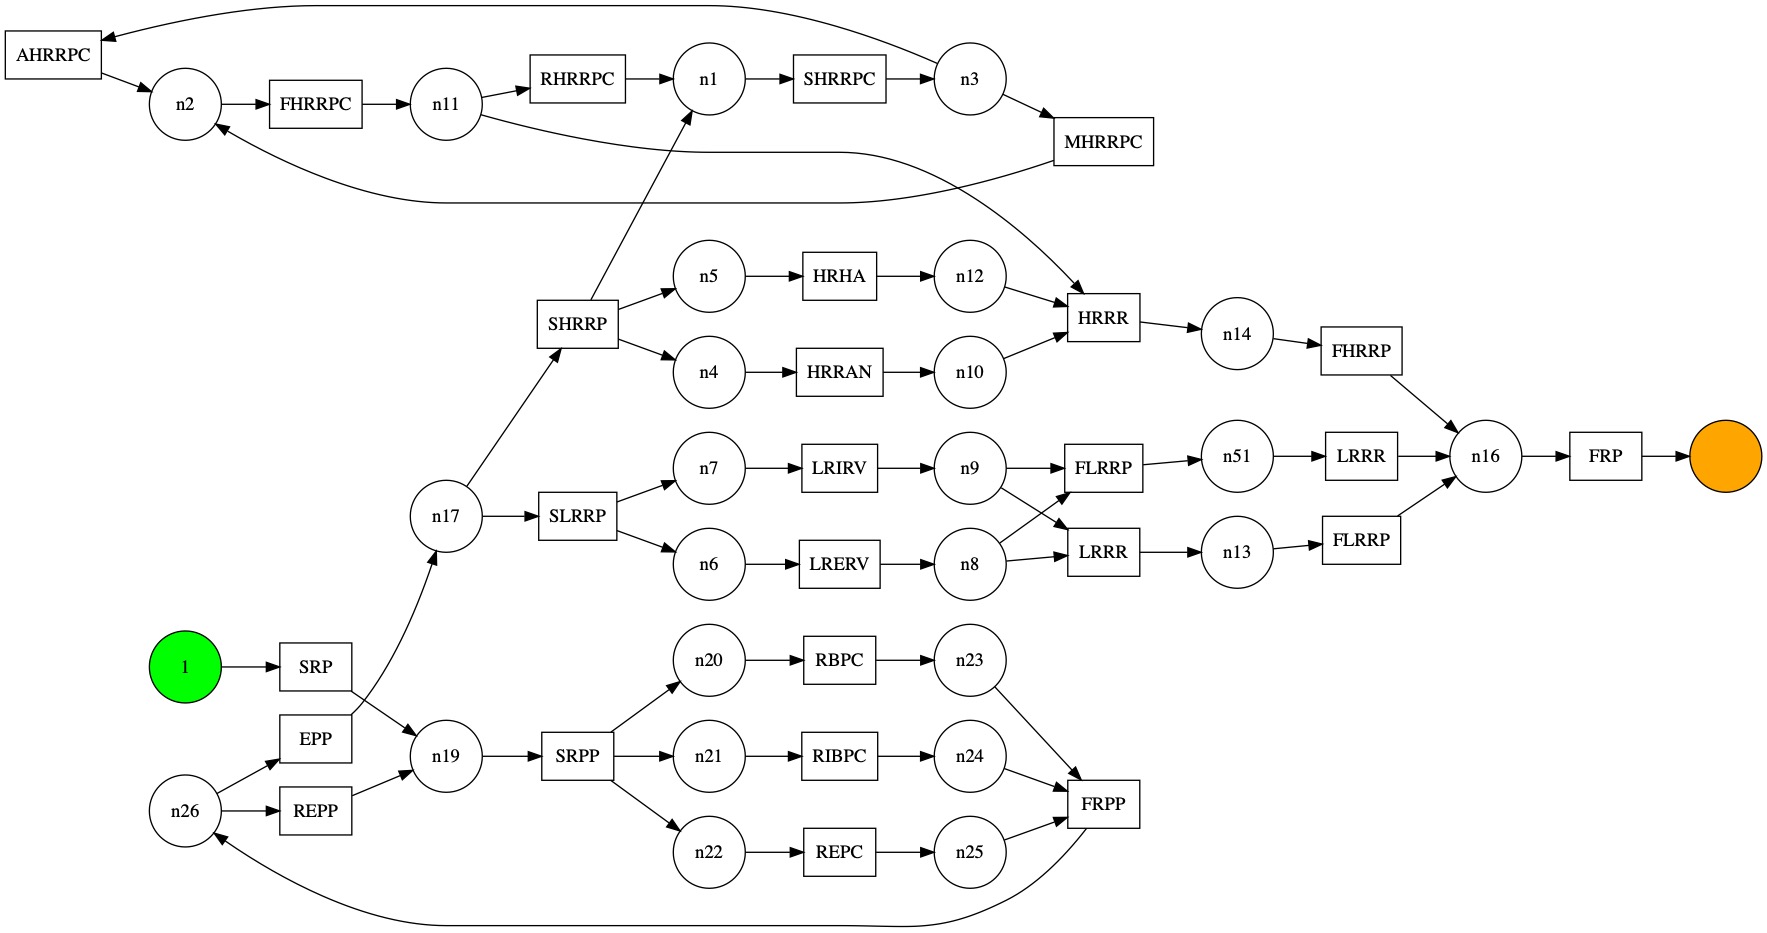 AHRRPC
n2
FHRRPC
n11
RHRRPC
n1
SHRRPC
n3
MHRRPC
n5
HRHA
n12
SHRRP
HRRR
n14
FHRRP
n4
HRRAN
n10
n7
LRIRV
n9
FLRRP
n51
LRRR
n16
FRP
n17
SLRRP
n6
LRERV
n8
LRRR
n13
FLRRP
1
SRP
n20
RBPC
n23
EPP
n19
SRPP
n21
RIBPC
n24
n26
REPP
FRPP
n22
REPC
n25